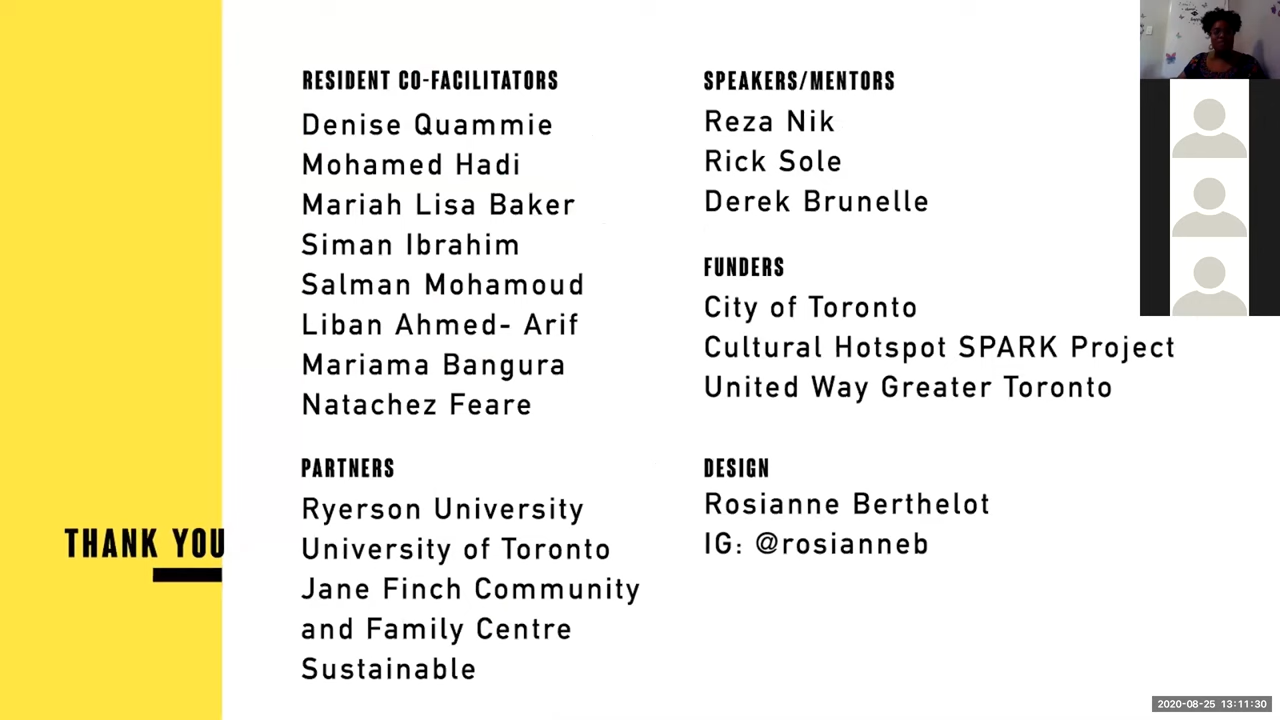 THANK YOU
RESIDENT CO-FACILITATORS
Denise Quammie
Mohamed Hadi
Mariah Lisa Baker
Siman Ibrahim
Salman Mohamoud
Liban Ahmed- Arif
Mariama Bangura
Natachez Feare
PARTNERS
Ryerson University
University of Toronto
Jane Finch Community
and Family Centre
Sustainable
SPEAKERS/MENTORS
Reza Nik
Rick Sole
Derek Brunelle
FUNDERS
City of Toronto
Cultural Hotspot SPARK Project
United Way Greater Toronto
DESIGN
Rosianne Berthelot
IG: @rosianneb
2020-08-25 13:11:30